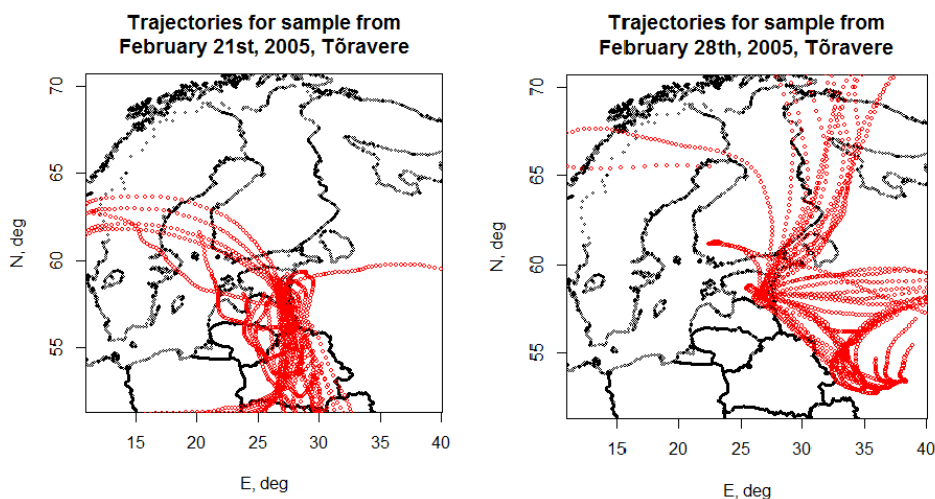 Trajectories for sample from
February 21st, 2005, Tõravere
N, deg
70
65
60
55
15 20 25 30 35 40
E, deg
Trajectories for sample from
February 28th, 2005, Tõravere
N, deg
70
65
60
55
15 20 25 30 35 40
E, deg